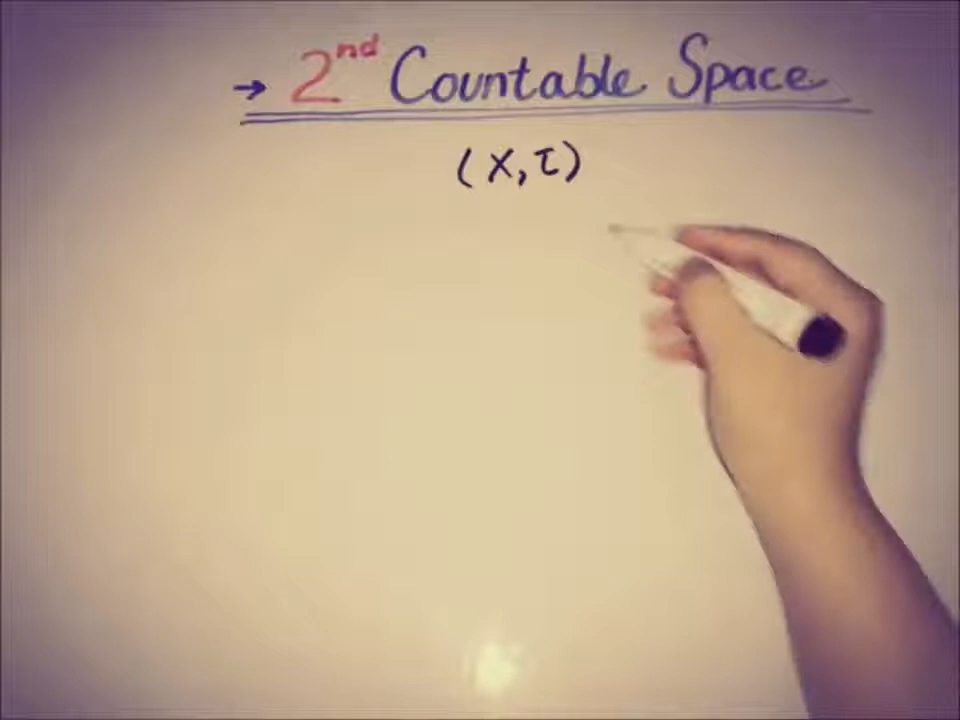 → 2nd Countable Space
(X, τ)